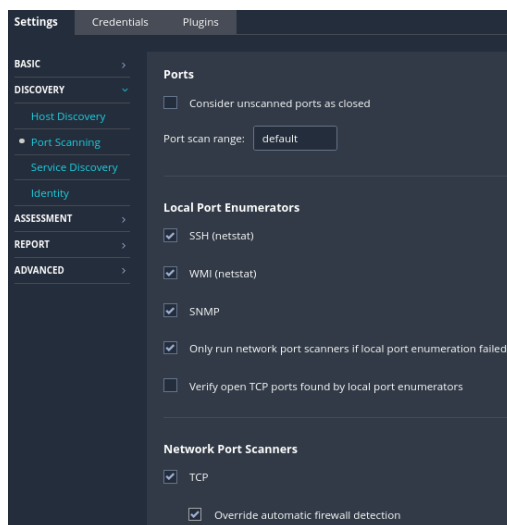 Settings Credentials Plugins
BASIC
DISCOVERY
Host Discovery
Port Scanning
Service Discovery
Identity
ASSESSMENT
REPORT
ADVANCED
Ports
Consider unscanned ports as closed
Port scan range: default
Local Port Enumerators
SSH (netstat)
WMI (netstat)
SNMP
Only run network port scanners if local port enumeration failed
Verify open TCP ports found by local port enumerators
Network Port Scanners
TCP
Override automatic firewall detection